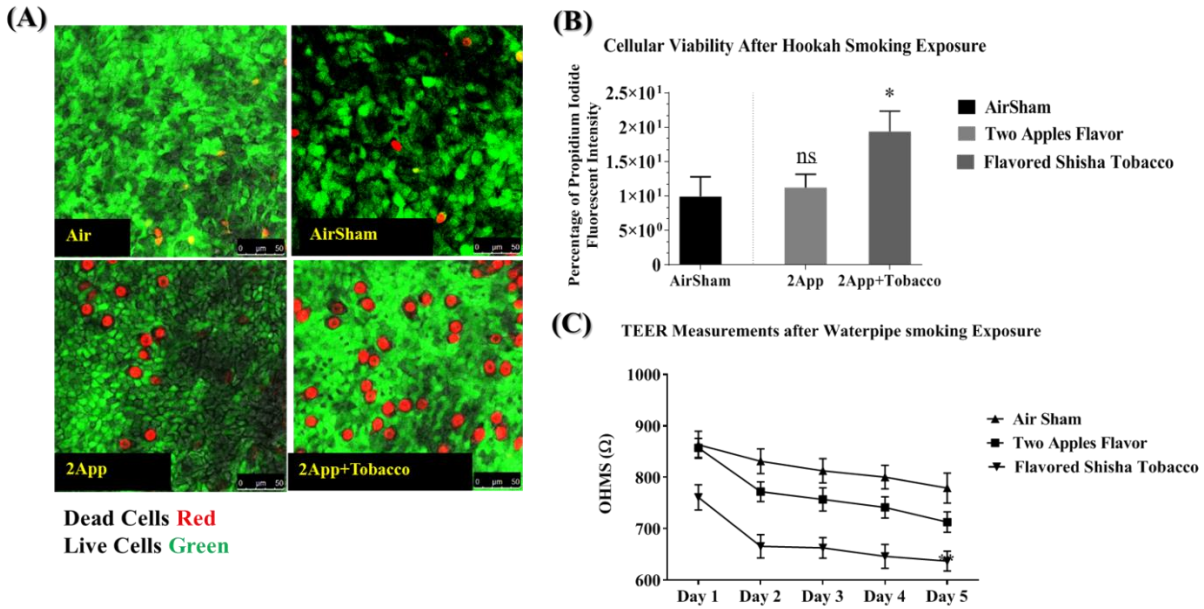 (A)
Air
0 µm 50
AirSham
0 µm 50
2App
0 µm 50
2App+Tobacco
0 µm 50
Dead Cells Red
Live Cells Green
(B)
Cellular Viability After Hookah Smoking Exposure
Percentage of Propidium Iodide
Fluorescent Intensity
2.5×10¹
2×10¹
1.5×10¹
1×10¹
5×10⁰
0
ns
*
AirSham
2App
2App+Tobacco
AirSham
Two Apples Flavor
Flavored Shisha Tobacco
(C)
TEER Measurements after Waterpipe smoking Exposure
OHMS (Ω)
1000
900
800
700
600
**
Day 1
Day 2
Day 3
Day 4
Day 5
Air Sham
Two Apples Flavor
Flavored Shisha Tobacco